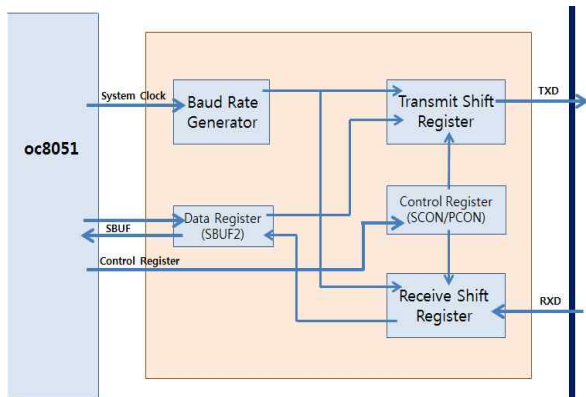 oc8051
System Clock
Baud Rate
Generator
Transmit Shift
Register
TXD
SBUF
Data Register
(SBUF2)
Control Register
(SCON/PCON)
Control Register
Receive Shift
Register
RXD